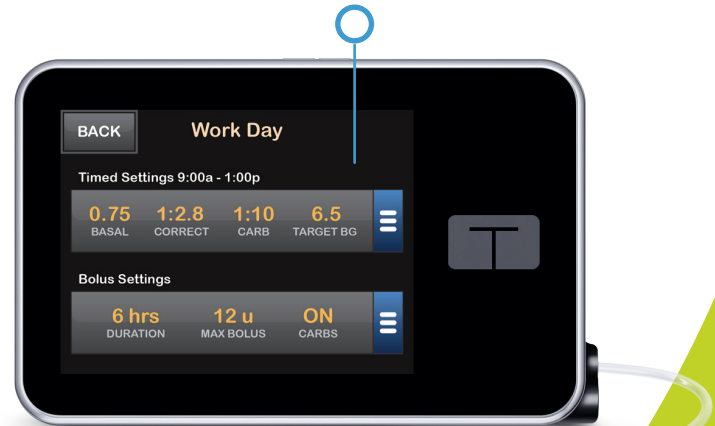 BACK
Work Day
Timed Settings 9:00a - 1:00p
0.75 1:2.8 1:10 6.5
BASAL CORRECT CARB TARGET BG
Bolus Settings
6 hrs 12 u ON
DURATION MAX BOLUS CARBS